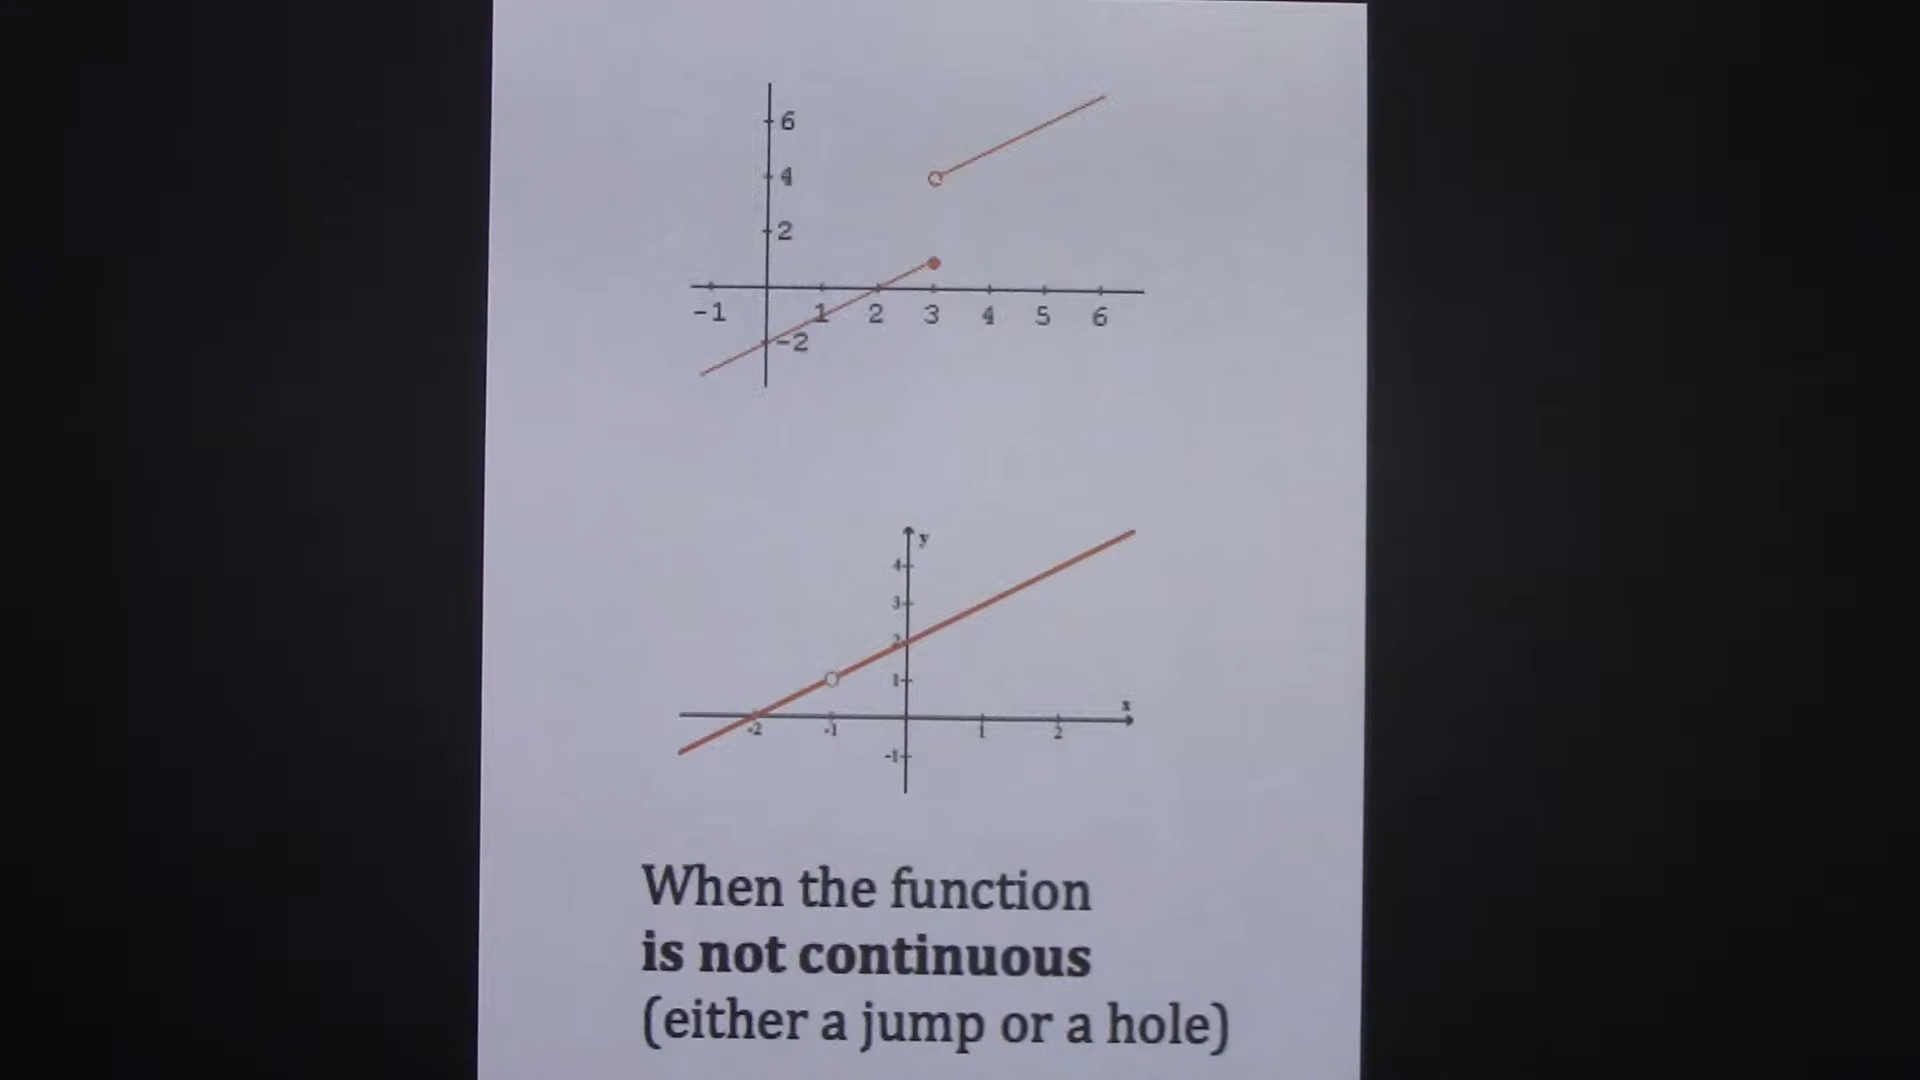 6
4
2
-1 1 2 3 4 5 6
-2
y
4
3
2
1
x
-2 -1 1 2
-1
When the function
is not continuous
(either a jump or a hole)